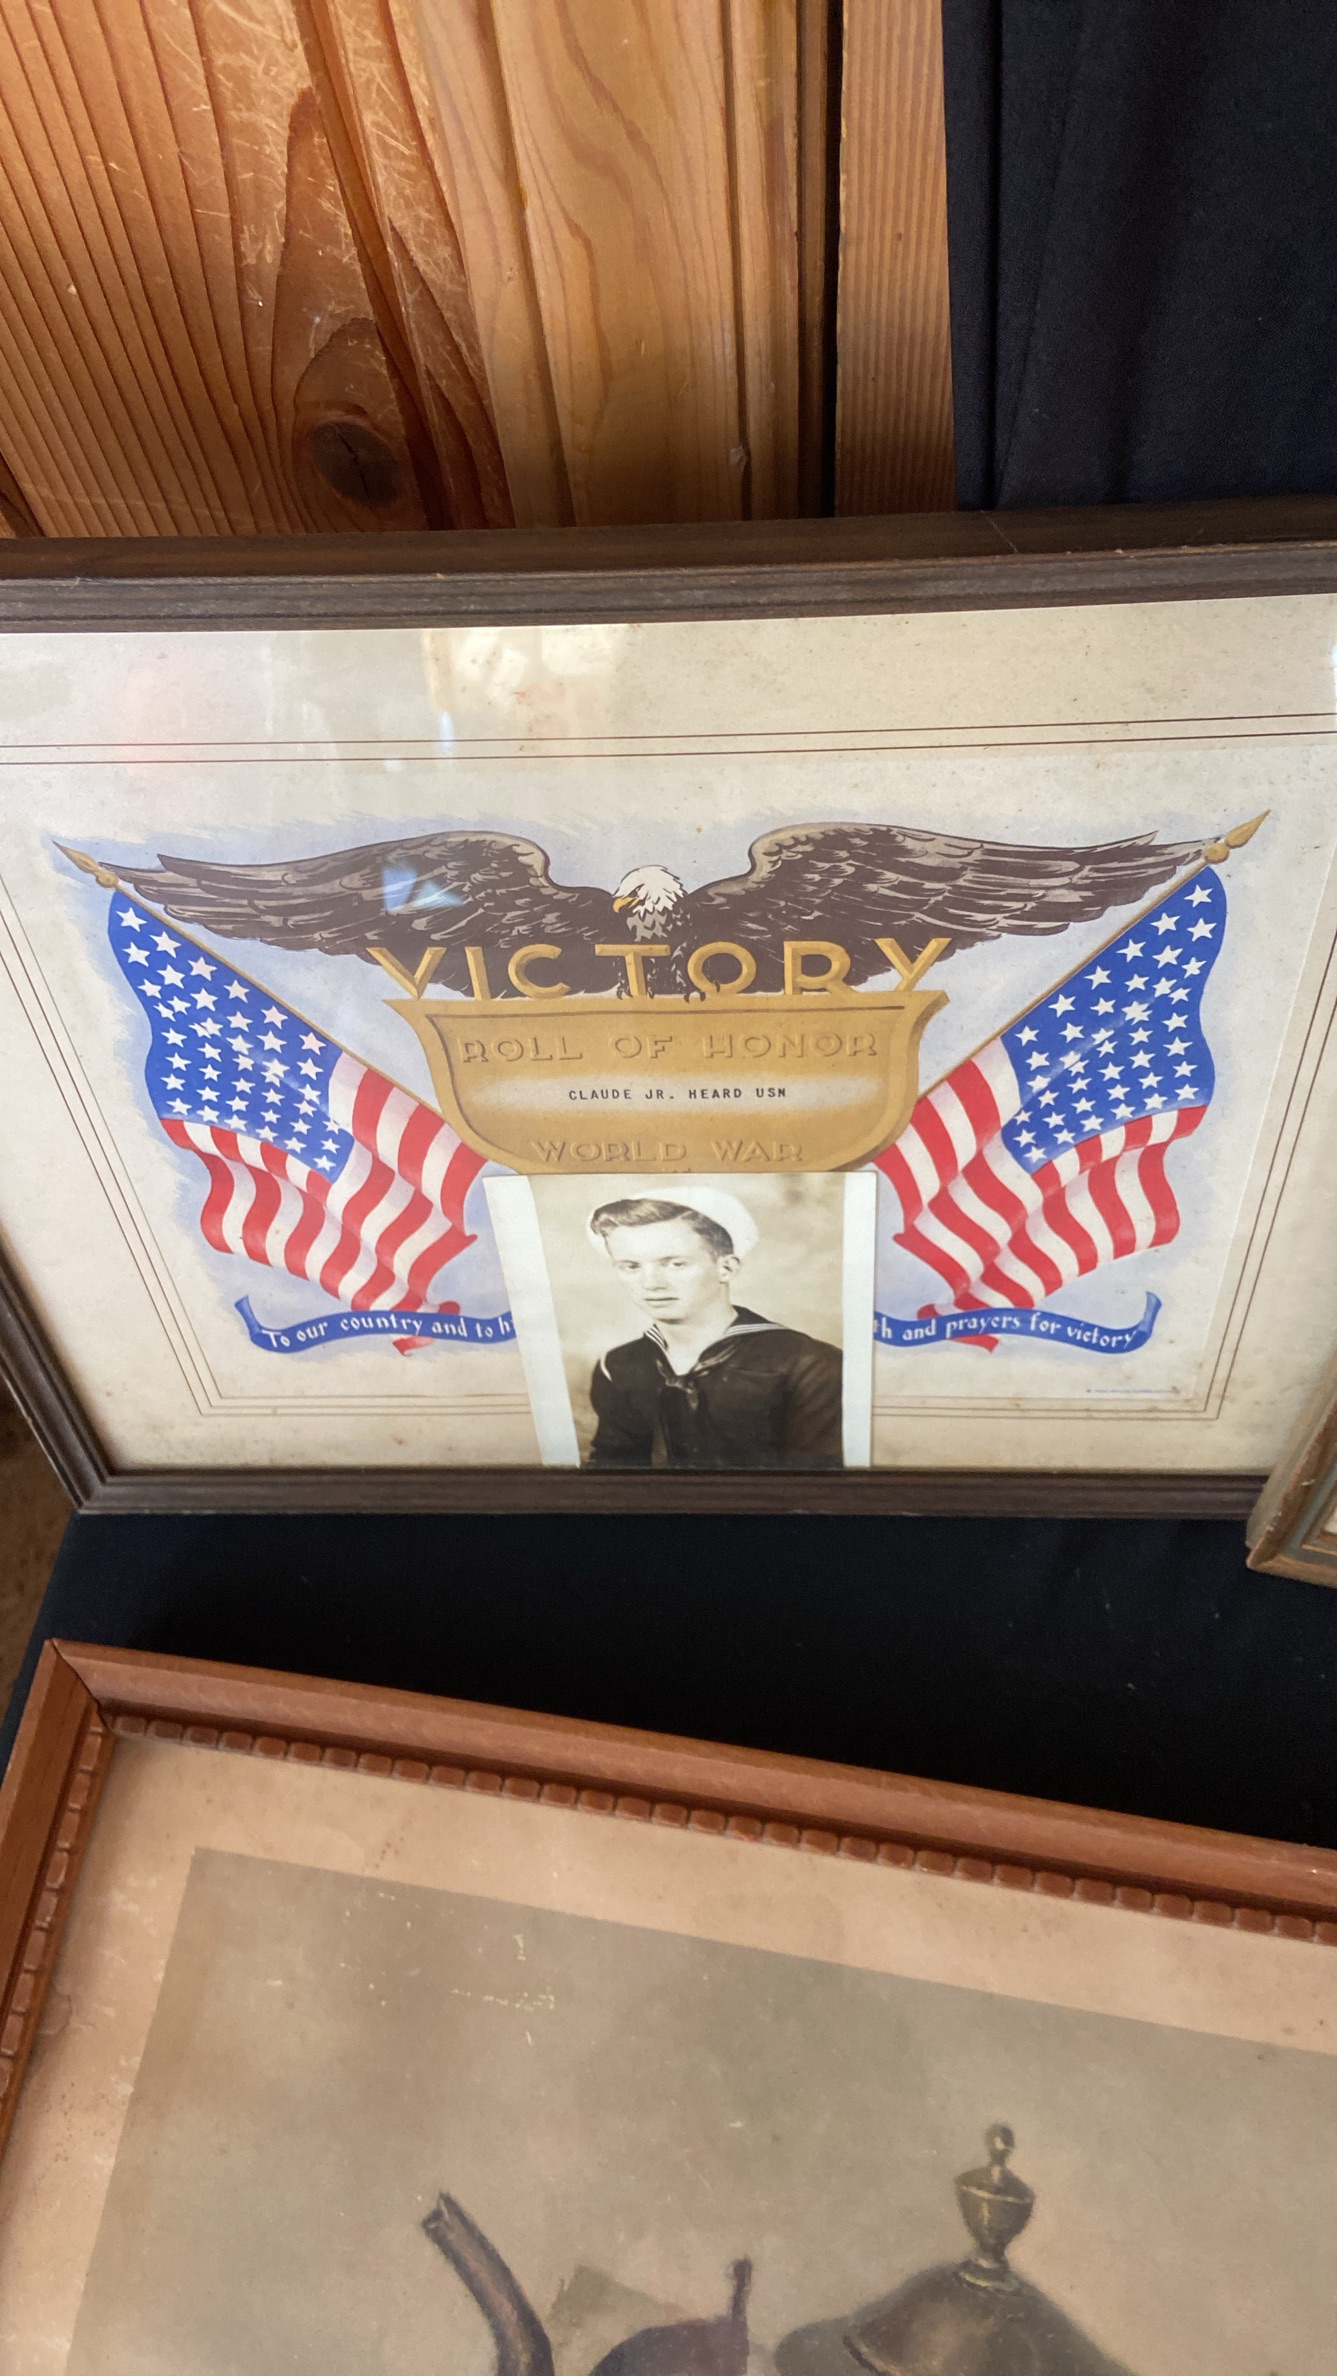 VICTORY
ROLL OF HONOR
CLAUDE JR. HEARD USN
WORLD WAR
To our country and to h
th and prayers for victory